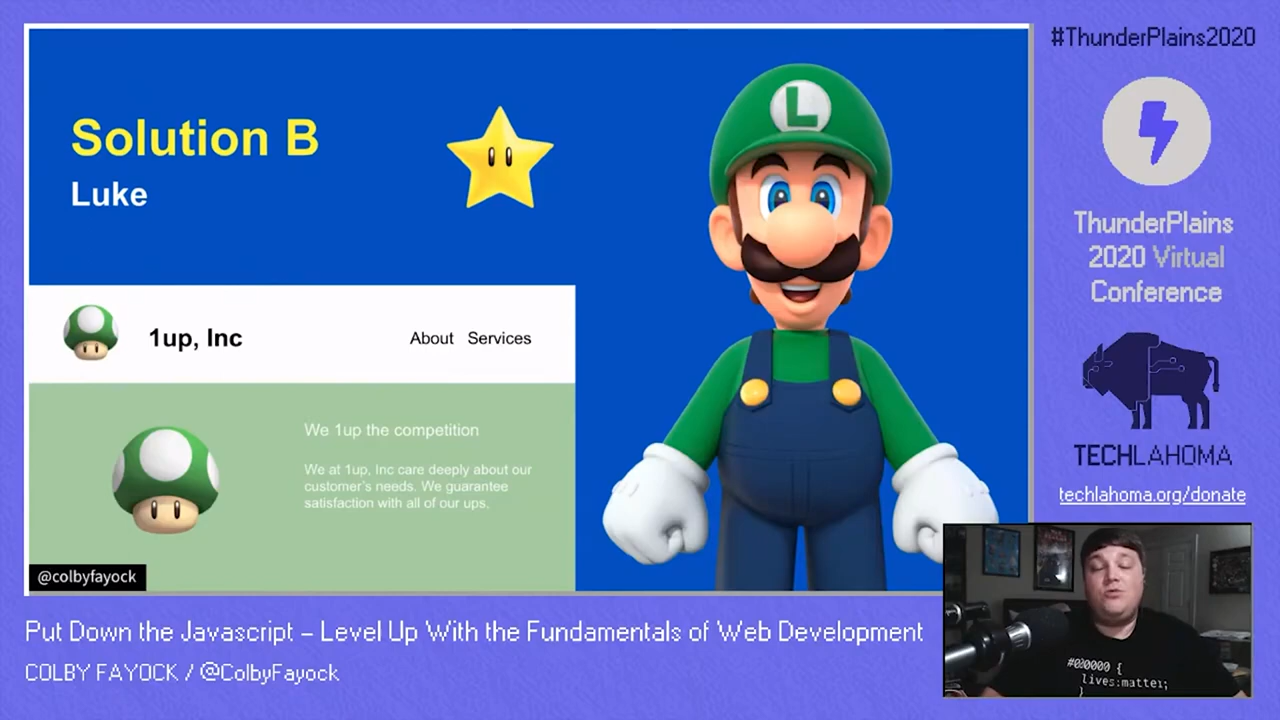 #ThunderPlains2020
Solution B
Luke
L
1up, Inc
About Services
We 1up the competition
We at 1up, Inc care deeply about our
customer's needs. We guarantee
satisfaction with all of our ups.
@colbyfayock
ThunderPlains
2020 Virtual
Conference
TECHLAHOMA
techlahoma.org/donate
Put Down the Javascript – Level Up With the Fundamentals of Web Development
COLBY FAYOCK / @ColbyFayock
#000000 {
lives:matter;
}